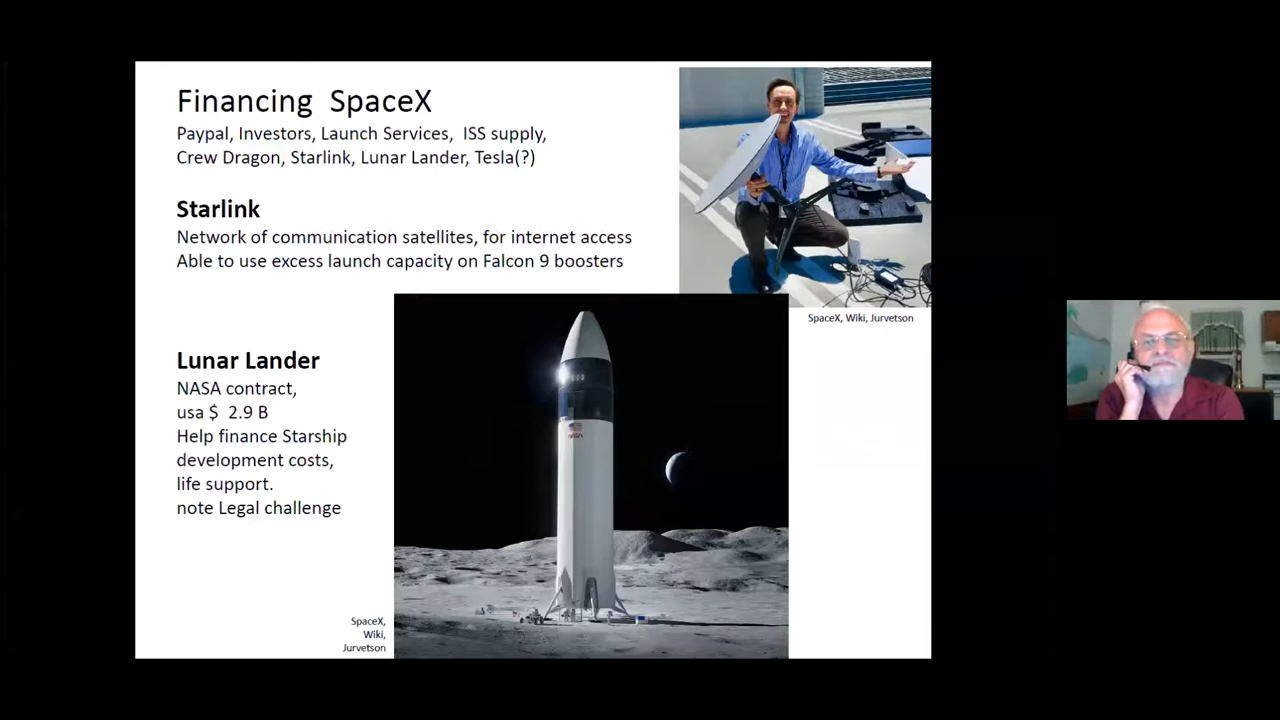 Financing SpaceX
Paypal, Investors, Launch Services, ISS supply,
Crew Dragon, Starlink, Lunar Lander, Tesla(?)
Starlink
Network of communication satellites, for internet access
Able to use excess launch capacity on Falcon 9 boosters
SpaceX, Wiki, Jurvetson
Lunar Lander
NASA contract,
usa $ 2.9 B
Help finance Starship
development costs,
life support.
note Legal challenge
NASA
SpaceX,
Wiki,
Jurvetson